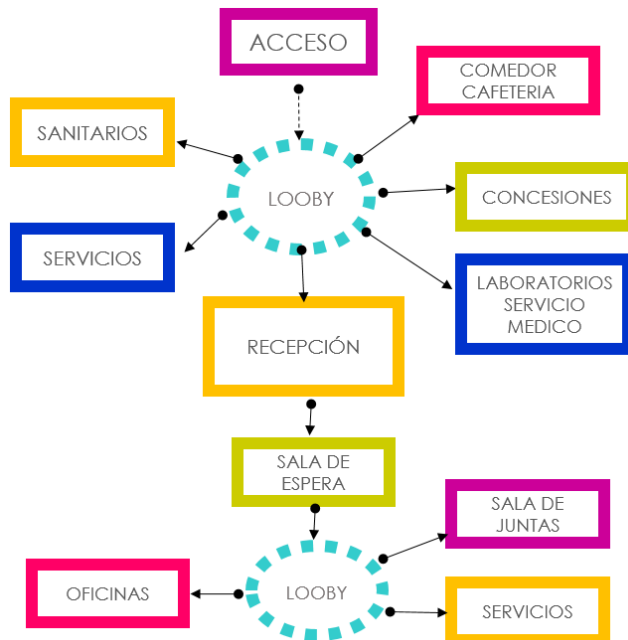 ACCESO
COMEDOR
CAFETERIA
SANITARIOS
LOOBY
CONCESIONES
SERVICIOS
LABORATORIOS
SERVICIO
MEDICO
RECEPCIÓN
SALA DE
ESPERA
SALA DE
JUNTAS
OFICINAS
LOOBY
SERVICIOS